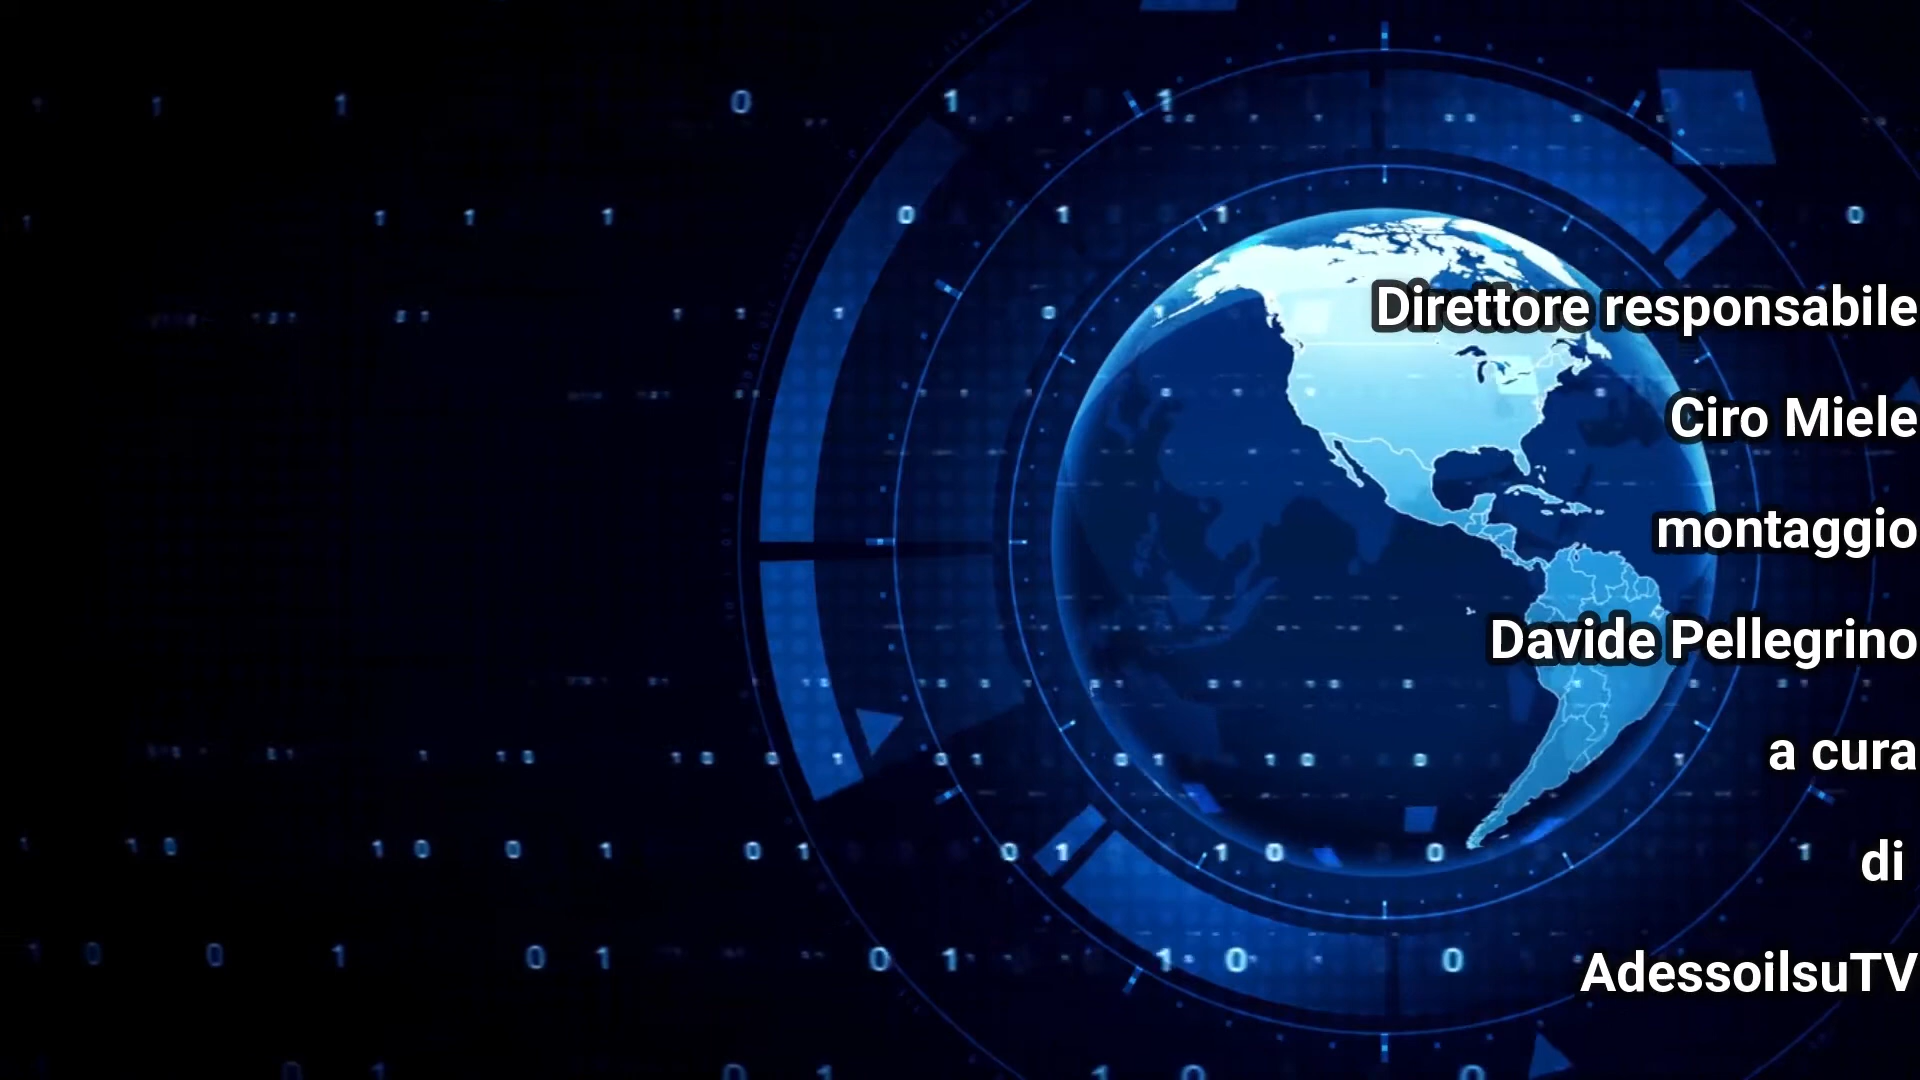 Direttore responsabile
Ciro Miele
montaggio
Davide Pellegrino
a cura
di
AdessoilsuTV